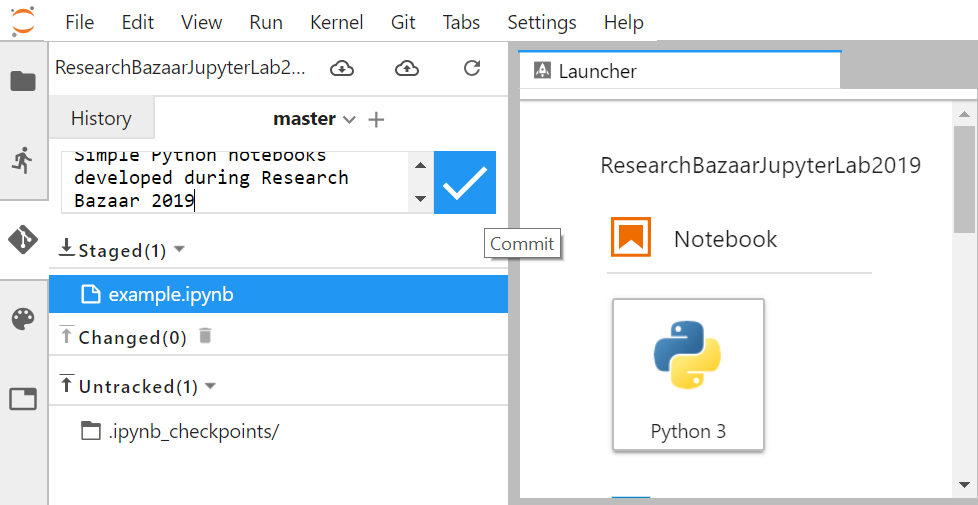 File Edit View Run Kernel Git Tabs Settings Help
ResearchBazaarJupyterLab2...
History
master
Simple Python notebooks
developed during Research
Bazaar 2019
Commit
Staged(1)
example.ipynb
Changed(0)
Untracked(1)
.ipynb_checkpoints/
Launcher
ResearchBazaarJupyterLab2019
Notebook
Python 3